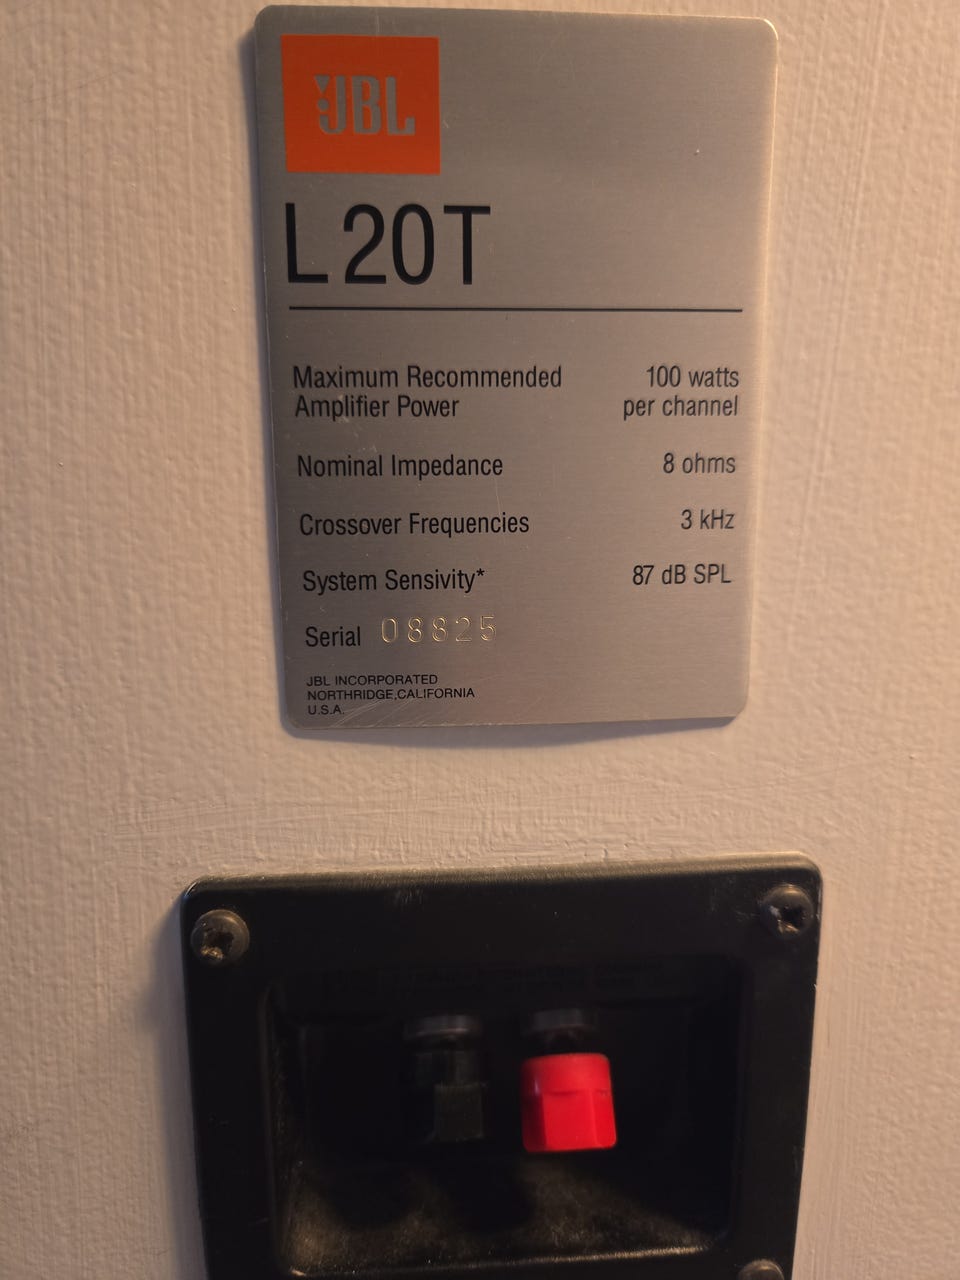 JBL
L20T
Maximum Recommended 100 watts
Amplifier Power per channel
Nominal Impedance 8 ohms
Crossover Frequencies 3 kHz
System Sensivity* 87 dB SPL
Serial 08825
JBL INCORPORATED
NORTHRIDGE,CALIFORNIA
U.S.A.